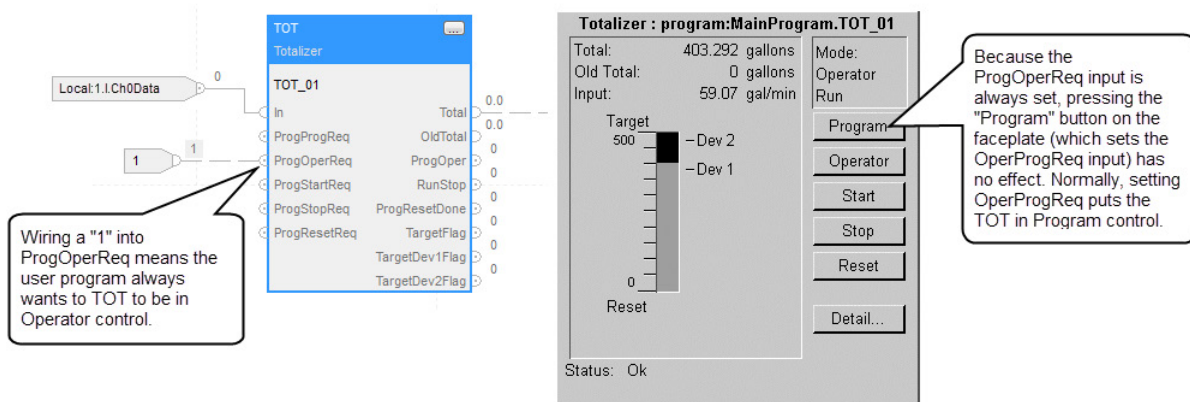 TOT
...
Totalizer
TOT_01
Local:1.I.Ch0Data
0
In
Total
0.0
ProgProgReq
OldTotal
0.0
1
1
ProgOperReq
ProgOper
0
ProgStartReq
RunStop
0
ProgStopReq
ProgResetDone
0
ProgResetReq
TargetFlag
0
TargetDev1Flag
0
TargetDev2Flag
0
Wiring a "1" into
ProgOperReq means the
user program always
wants to TOT to be in
Operator control.
Totalizer : program:MainProgram.TOT_01
Total: 403.292 gallons
Old Total: 0 gallons
Input: 59.07 gal/min
Target
500
Dev 2
Dev 1
0
Reset
Status: Ok
Mode:
Operator
Run
Program
Operator
Start
Stop
Reset
Detail...
Because the
ProgOperReq input is
always set, pressing the
"Program" button on the
faceplate (which sets the
OperProgReq input) has
no effect. Normally, setting
OperProgReq puts the
TOT in Program control.